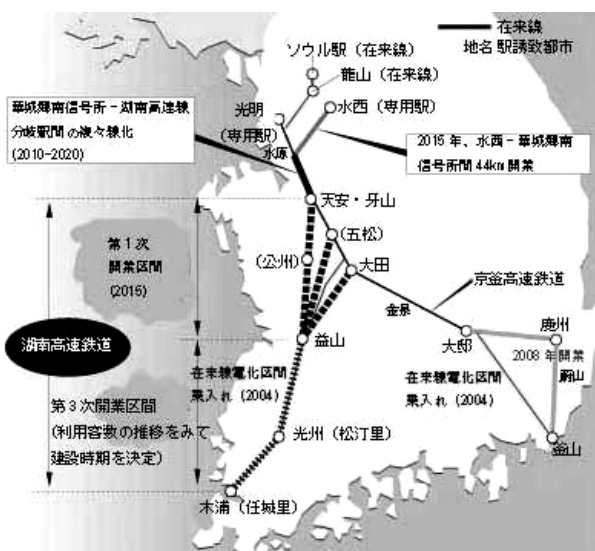 在来線
地名 駅誘致都市
ソウル駅（在来線）
龍山（在来線）
華城郷南信号所－湖南高速線
分岐駅間の複々線化
(2010-2020)
光明
（専用駅）
水西（専用駅）
水原
2015 年、水西－華城郷南
信号所間 44km 開業
天安・牙山
（五松）
（公州）
大田
第１次
開業区間
(2015)
京釜高速鉄道
金泉
湖南高速鉄道
益山
大邸
慶州
2008 年開業
蔚山
在来線電化区間
乗入れ（2004）
在来線電化区間
乗入れ（2004）
第３次開業区間
(利用客数の推移をみて
建設時期を決定)
光州（松汀里）
釜山
木浦（任城里）